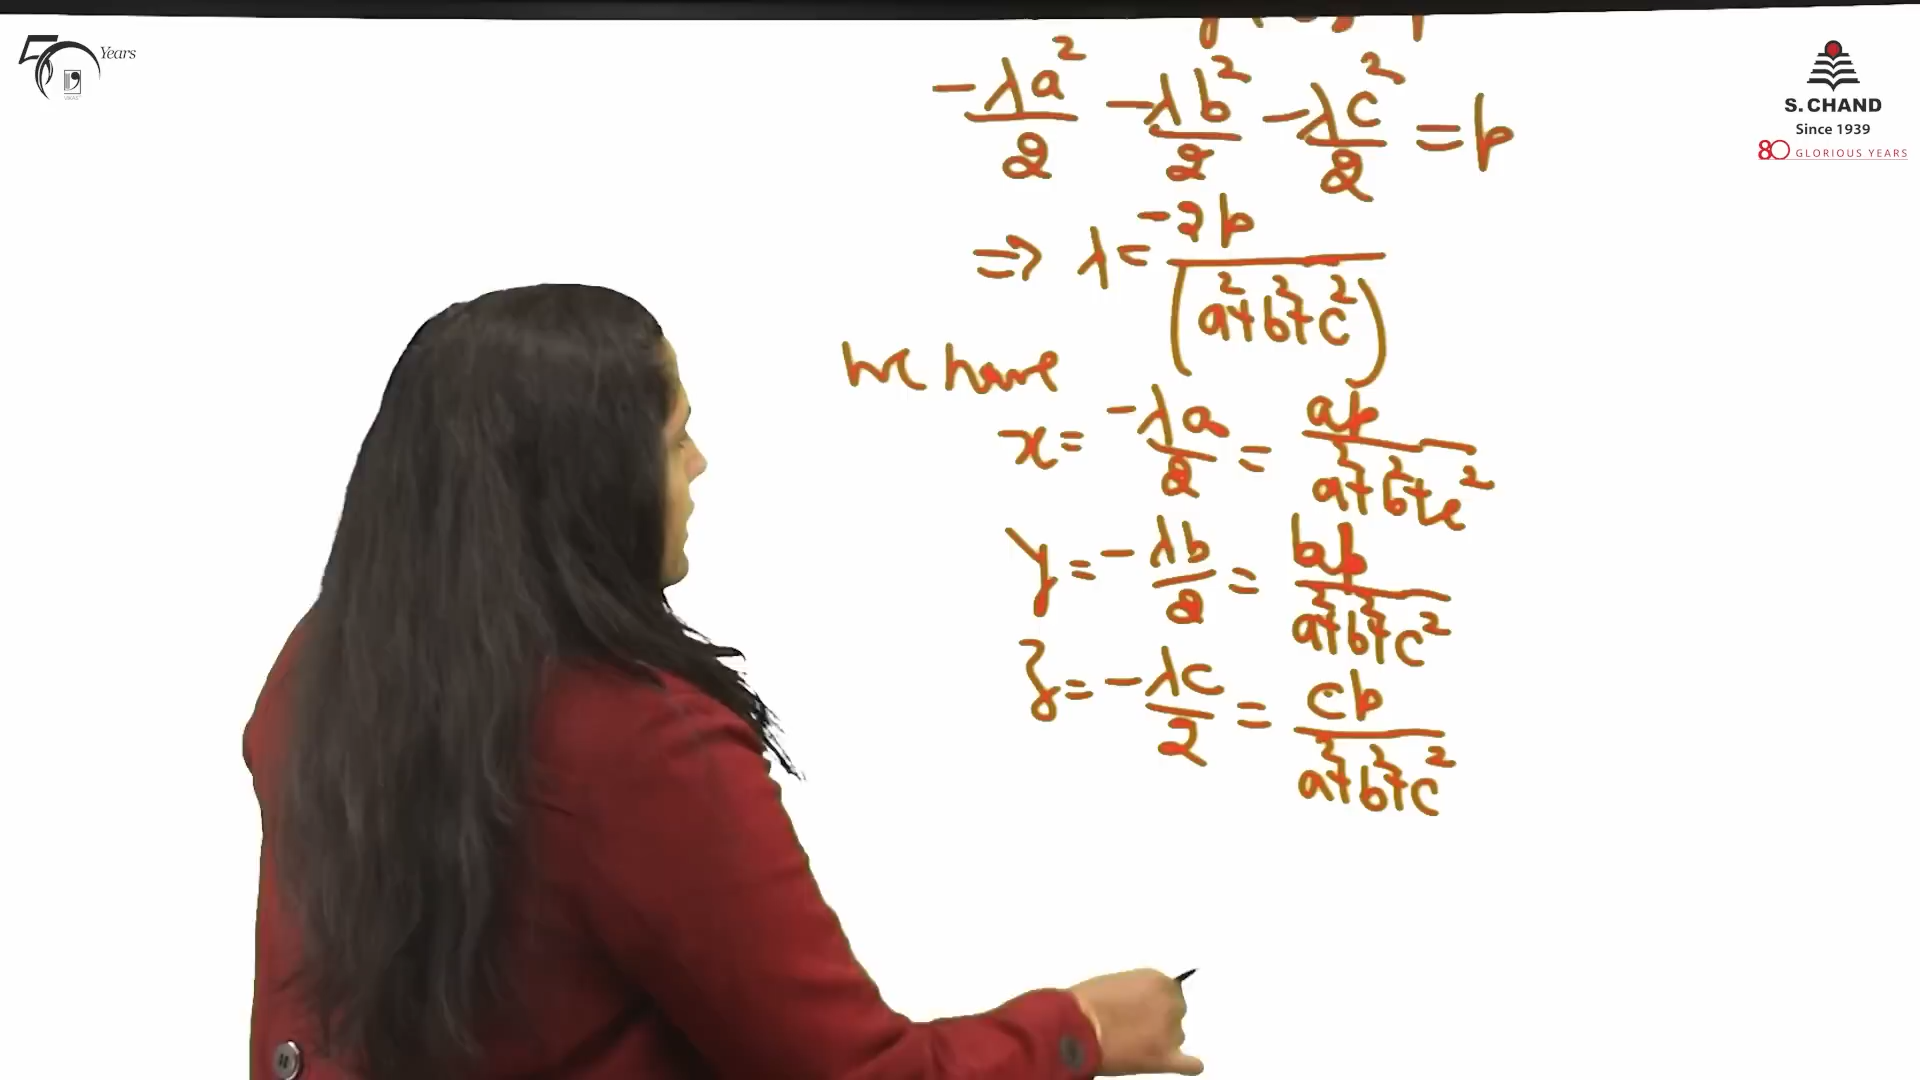 50 Years
S. CHAND
Since 1939
80 GLORIOUS YEARS
-λa²/2 - λb²/2 - λc²/2 = p
⇒ λ = -2p/(a²+b²+c²)
we have
x = -λa/2 = ap/a²+b²+c²
y = -λb/2 = bp/a²+b²+c²
z = -λc/2 = cp/a²+b²+c²